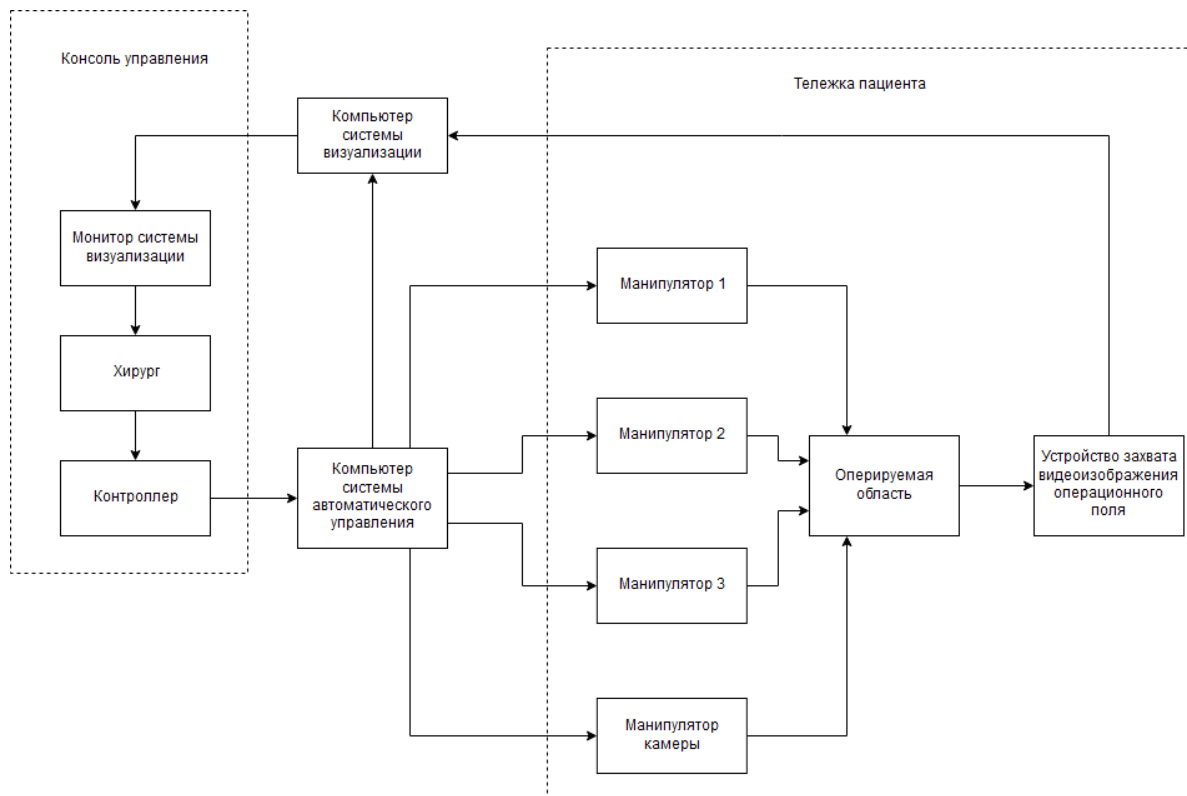 Консоль управления
Тележка пациента
Компьютер
системы
визуализации
Монитор системы
визуализации
Манипулятор 1
Хирург
Манипулятор 2
Контроллер
Компьютер
системы
автоматического
управления
Оперируемая
область
Устройство захвата
видеоизображения
операционного
поля
Манипулятор 3
Манипулятор
камеры